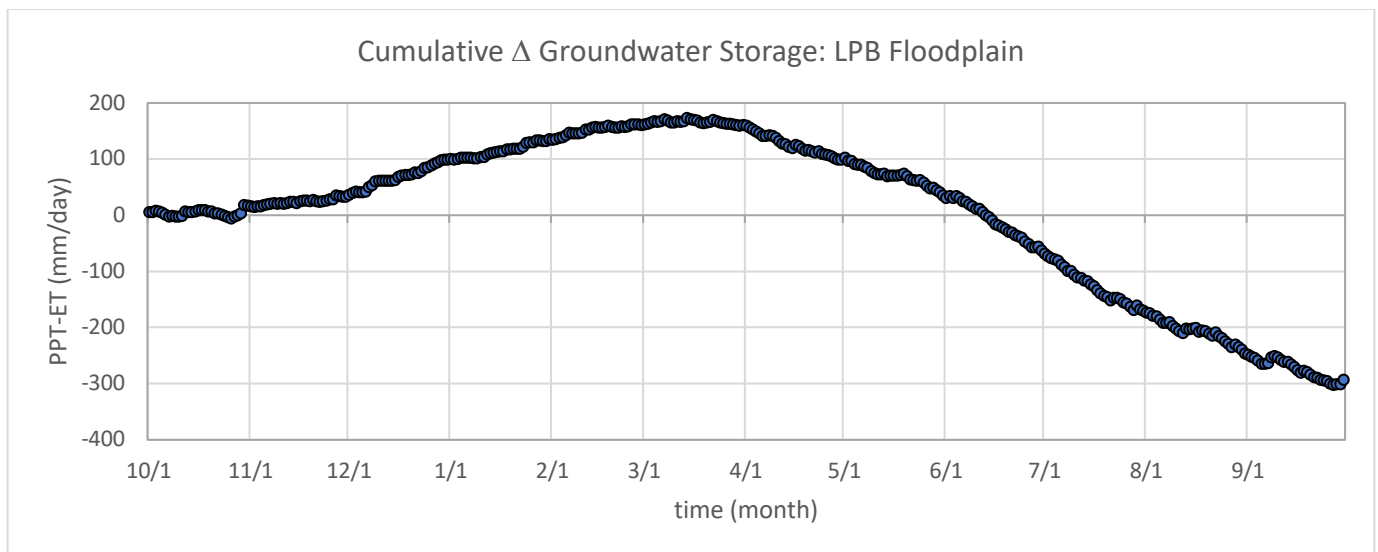 Cumulative Δ Groundwater Storage: LPB Floodplain
200
100
0
-100
-200
-300
-400
PPT-ET (mm/day)
10/1 11/1 12/1 1/1 2/1 3/1 4/1 5/1 6/1 7/1 8/1 9/1
time (month)